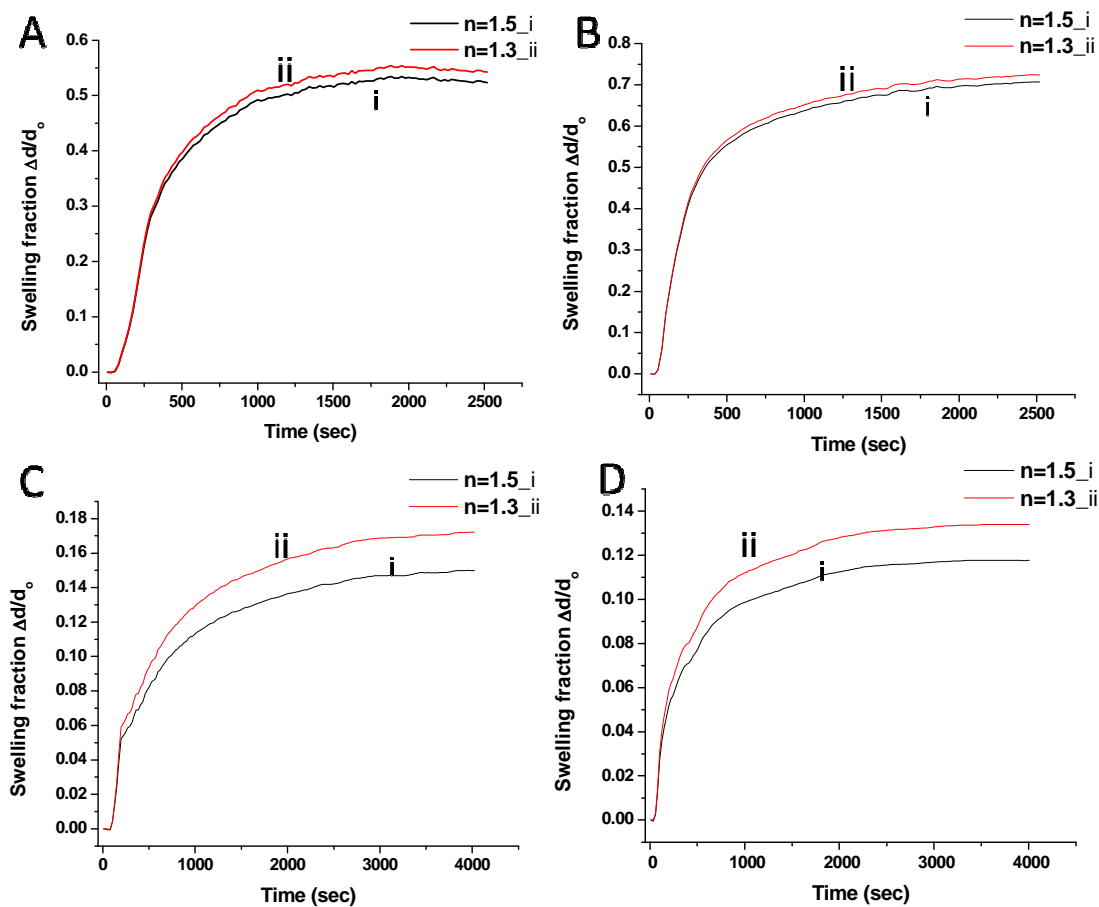 A
n=1.5_i
n=1.3_ii
ii
i
0.6
0.5
0.4
0.3
0.2
0.1
0.0
Swelling fraction Δd/d₀
0 500 1000 1500 2000 2500
Time (sec)
B
n=1.5_i
n=1.3_ii
ii
i
0.8
0.7
0.6
0.5
0.4
0.3
0.2
0.1
0.0
Swelling fraction Δd/d₀
0 500 1000 1500 2000 2500
Time (sec)
C
n=1.5_i
n=1.3_ii
ii
i
0.18
0.16
0.14
0.12
0.10
0.08
0.06
0.04
0.02
0.00
Swelling fraction Δd/d₀
0 1000 2000 3000 4000
Time (sec)
D
n=1.5_i
n=1.3_ii
ii
i
0.14
0.12
0.10
0.08
0.06
0.04
0.02
0.00
Swelling fraction Δd/d₀
0 1000 2000 3000 4000
Time (sec)